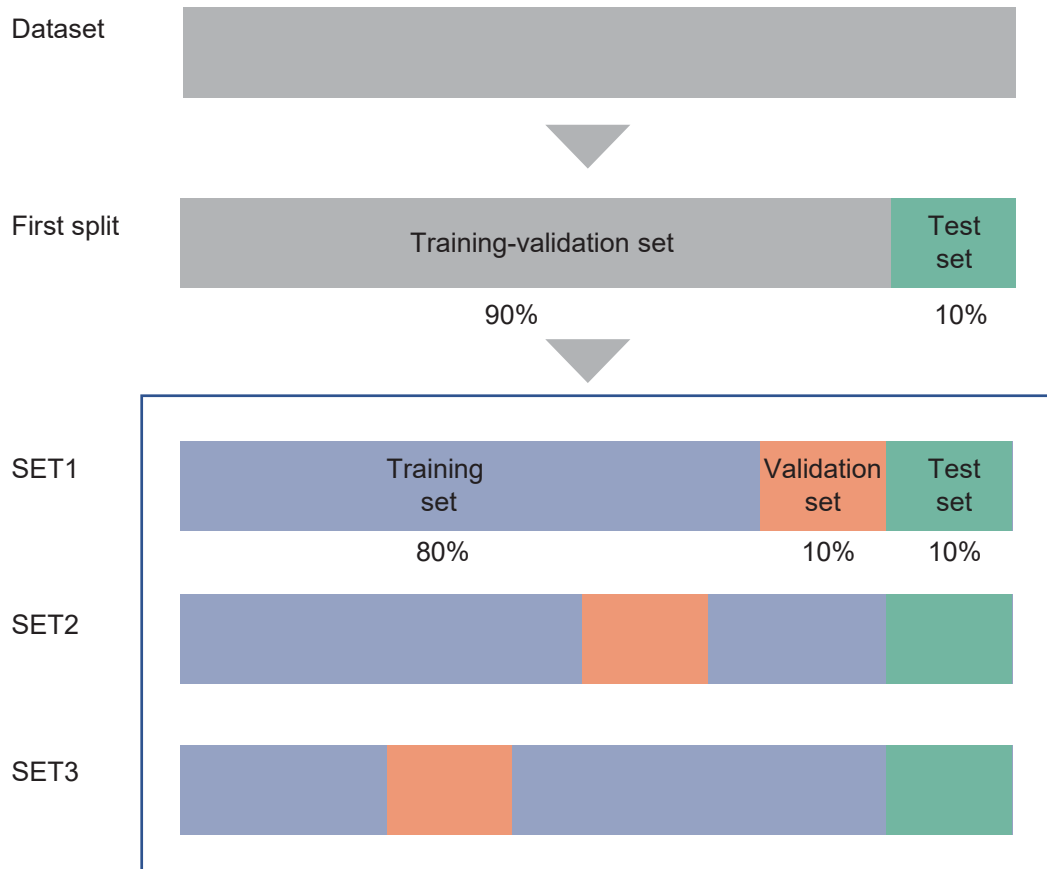 Dataset
First split
Training-validation set
Test
set
90%
10%
SET1
Training
set
Validation
set
Test
set
80%
10%
10%
SET2
SET3